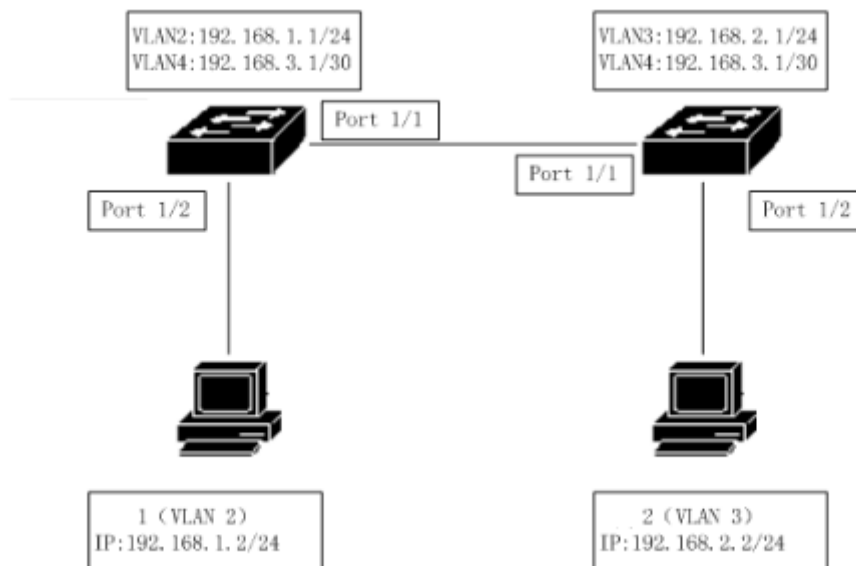 VLAN2:192.168.1.1/24
VLAN4:192.168.3.1/30
VLAN3:192.168.2.1/24
VLAN4:192.168.3.1/30
Port 1/1
Port 1/1
Port 1/2
Port 1/2
1（VLAN 2）
IP:192.168.1.2/24
2（VLAN 3）
IP:192.168.2.2/24